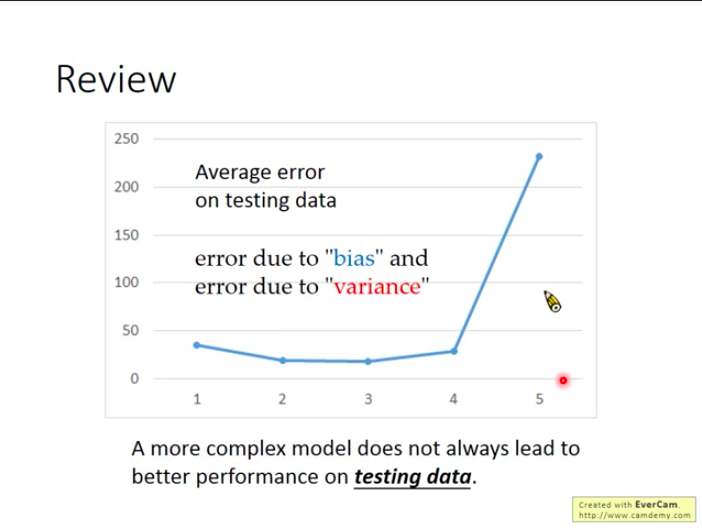 Review
250
200
150
100
50
0
Average error
on testing data
error due to "bias" and
error due to "variance"
1 2 3 4 5
A more complex model does not always lead to
better performance on testing data.
Created with EverCam.
http://www.camdemy.com